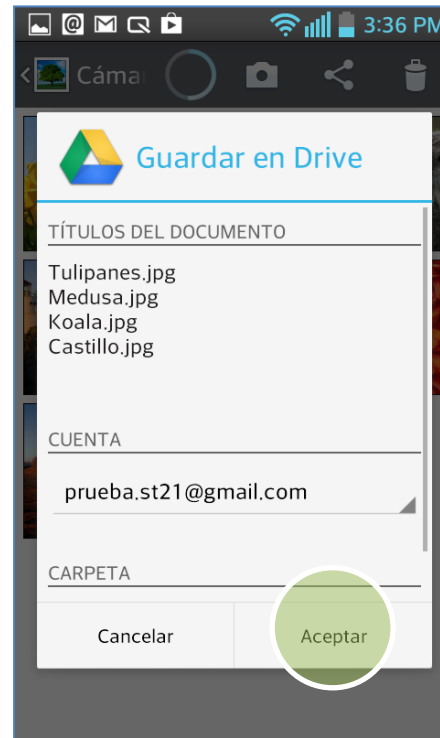 3:36 PM
Cáma
Guardar en Drive
TÍTULOS DEL DOCUMENTO
Tulipanes.jpg
Medusa.jpg
Koala.jpg
Castillo.jpg
CUENTA
prueba.st21@gmail.com
CARPETA
Cancelar
Aceptar